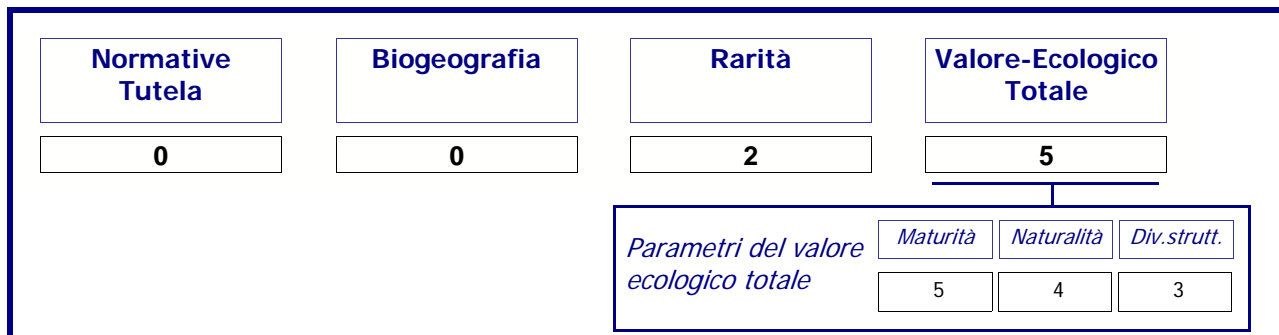 Normative Tutela
Biogeografia
Rarità
Valore-Ecologico Totale
0
0
2
5
Parametri del valore ecologico totale
Maturità
Naturalità
Div.strutt.
5
4
3